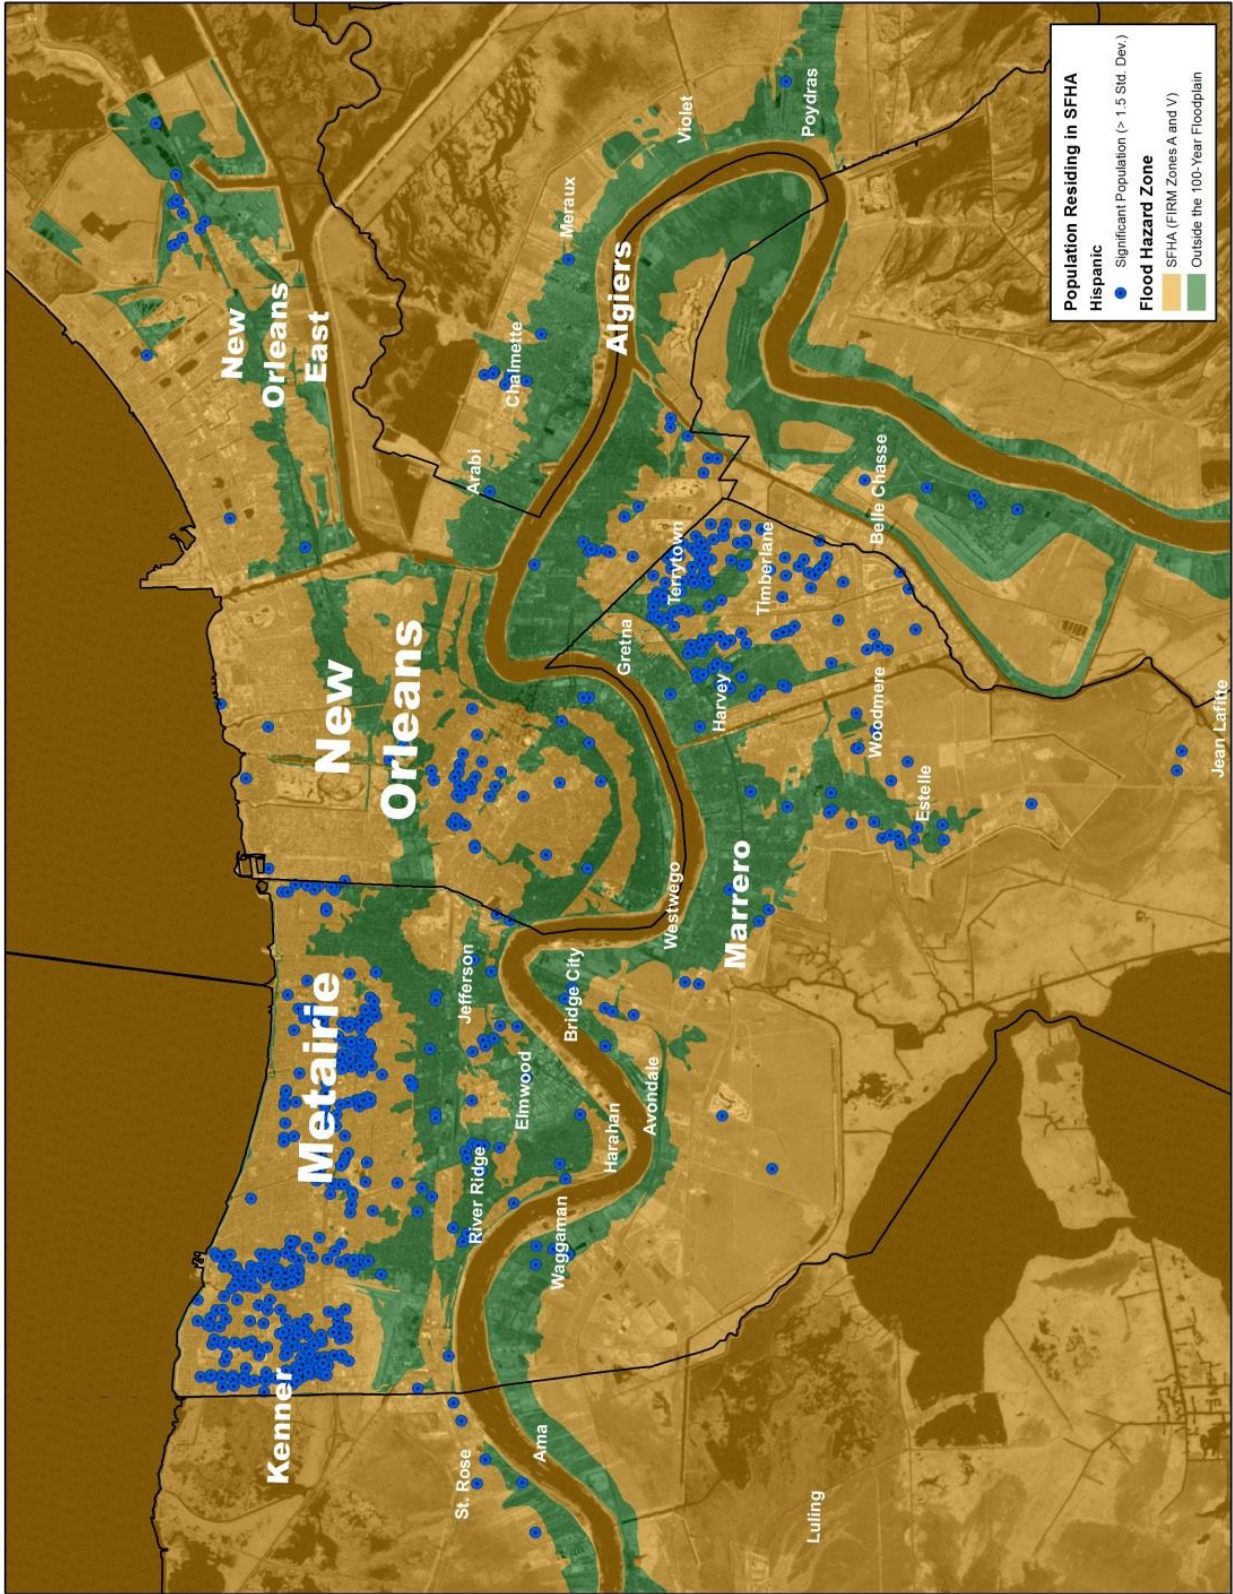 Kenner
Metairie
New
Orleans
New
Orleans
East
St. Rose
River Ridge
Jefferson
Elmwood
Ama
Waggaman
Harahan
Avondale
Bridge City
Westwego
Marrero
Luling
Arabi
Chalmette
Meraux
Violet
Poydras
Algiers
Gretna
Terrytown
Harvey
Timberlane
Woodmere
Estelle
Belle Chasse
Jean Lafitte
Population Residing in SFHA
Hispanic
Significant Population (> 1.5 Std. Dev.)
Flood Hazard Zone
SFHA (FIRM Zones A and V)
Outside the 100-Year Floodplain